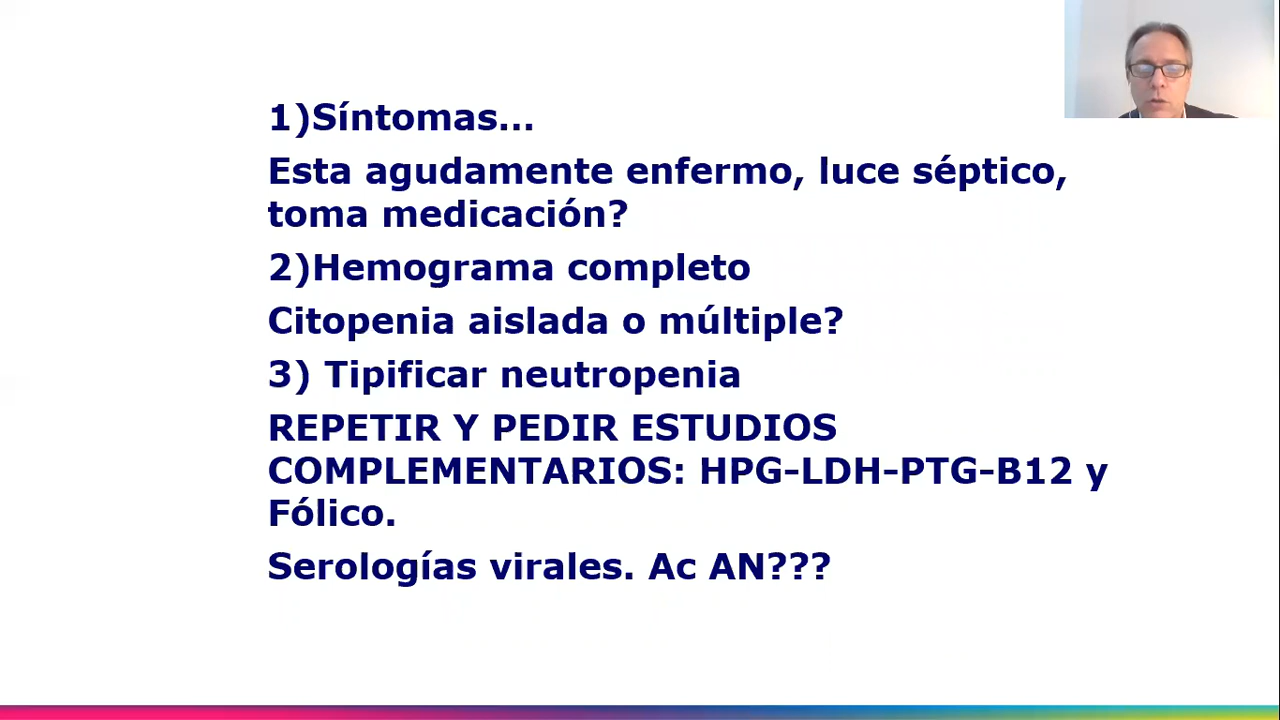 1)Síntomas...
Esta agudamente enfermo, luce séptico,
toma medicación?
2)Hemograma completo
Citopenia aislada o múltiple?
3) Tipificar neutropenia
REPETIR Y PEDIR ESTUDIOS
COMPLEMENTARIOS: HPG-LDH-PTG-B12 y
Fólico.
Serologías virales. Ac AN???